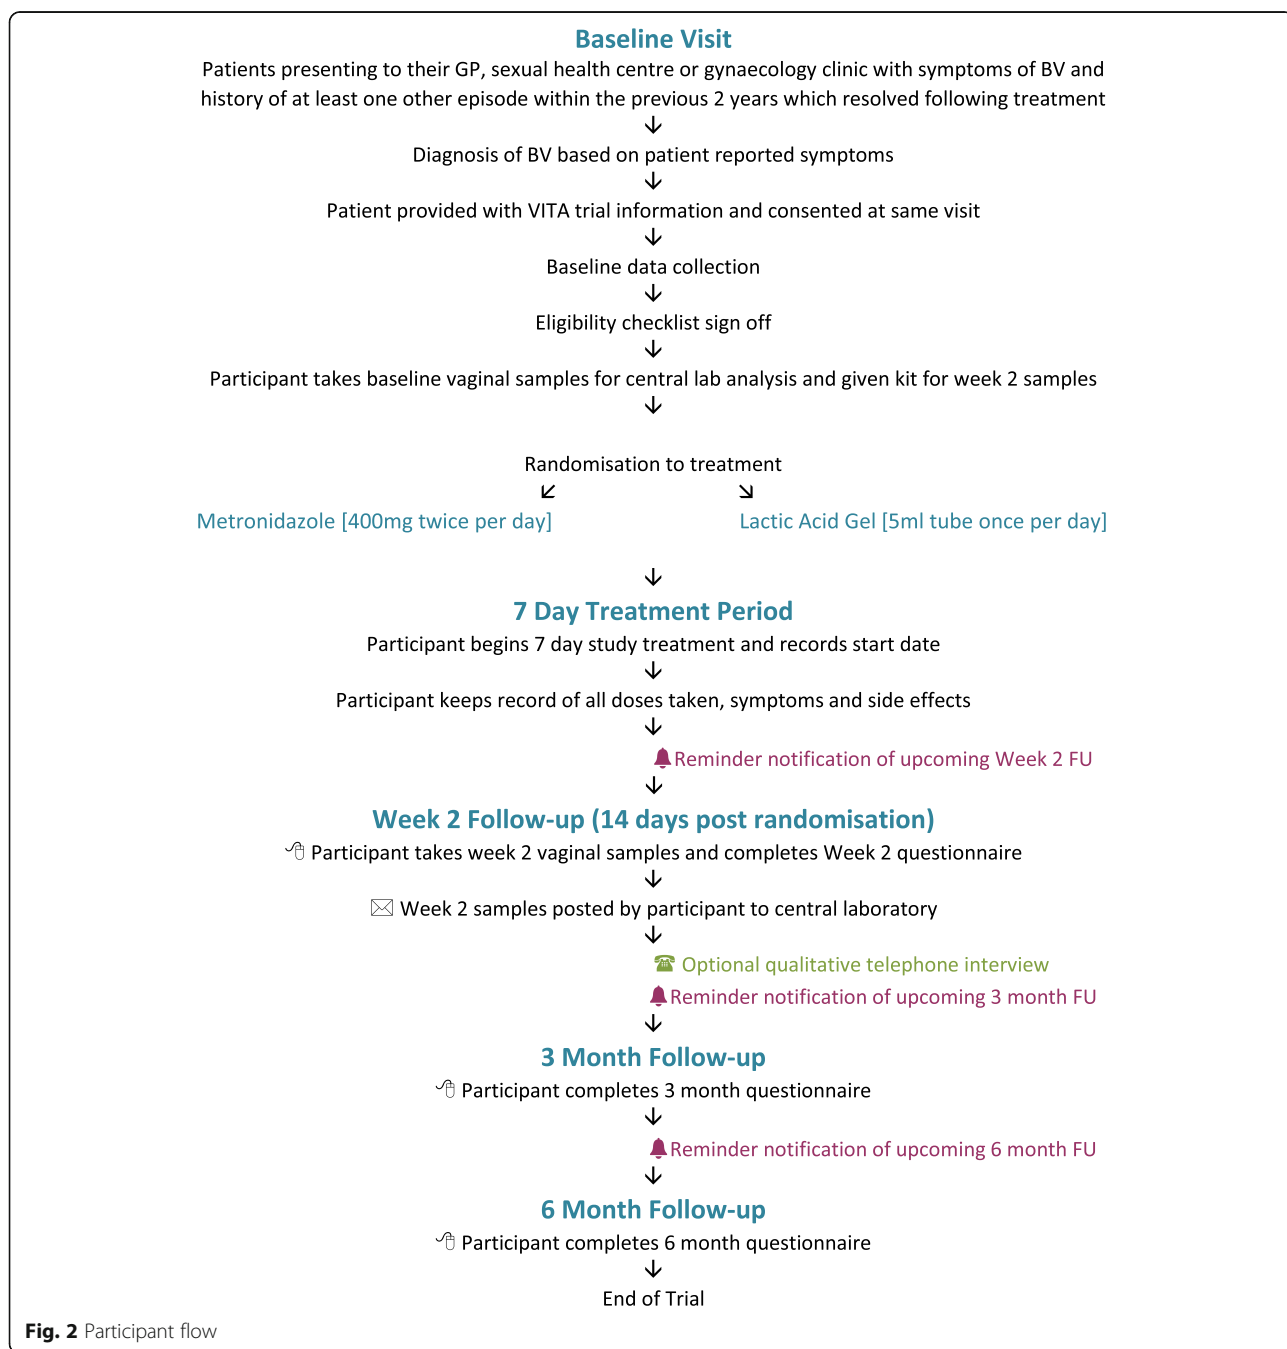 Baseline Visit
Patients presenting to their GP, sexual health centre or gynaecology clinic with symptoms of BV and
history of at least one other episode within the previous 2 years which resolved following treatment
Diagnosis of BV based on patient reported symptoms
Patient provided with VITA trial information and consented at same visit
Baseline data collection
Eligibility checklist sign off
Participant takes baseline vaginal samples for central lab analysis and given kit for week 2 samples
Randomisation to treatment
Metronidazole [400mg twice per day]
Lactic Acid Gel [5ml tube once per day]
7 Day Treatment Period
Participant begins 7 day study treatment and records start date
Participant keeps record of all doses taken, symptoms and side effects
Reminder notification of upcoming Week 2 FU
Week 2 Follow-up (14 days post randomisation)
Participant takes week 2 vaginal samples and completes Week 2 questionnaire
Week 2 samples posted by participant to central laboratory
Optional qualitative telephone interview
Reminder notification of upcoming 3 month FU
3 Month Follow-up
Participant completes 3 month questionnaire
Reminder notification of upcoming 6 month FU
6 Month Follow-up
Participant completes 6 month questionnaire
End of Trial
Fig. 2 Participant flow